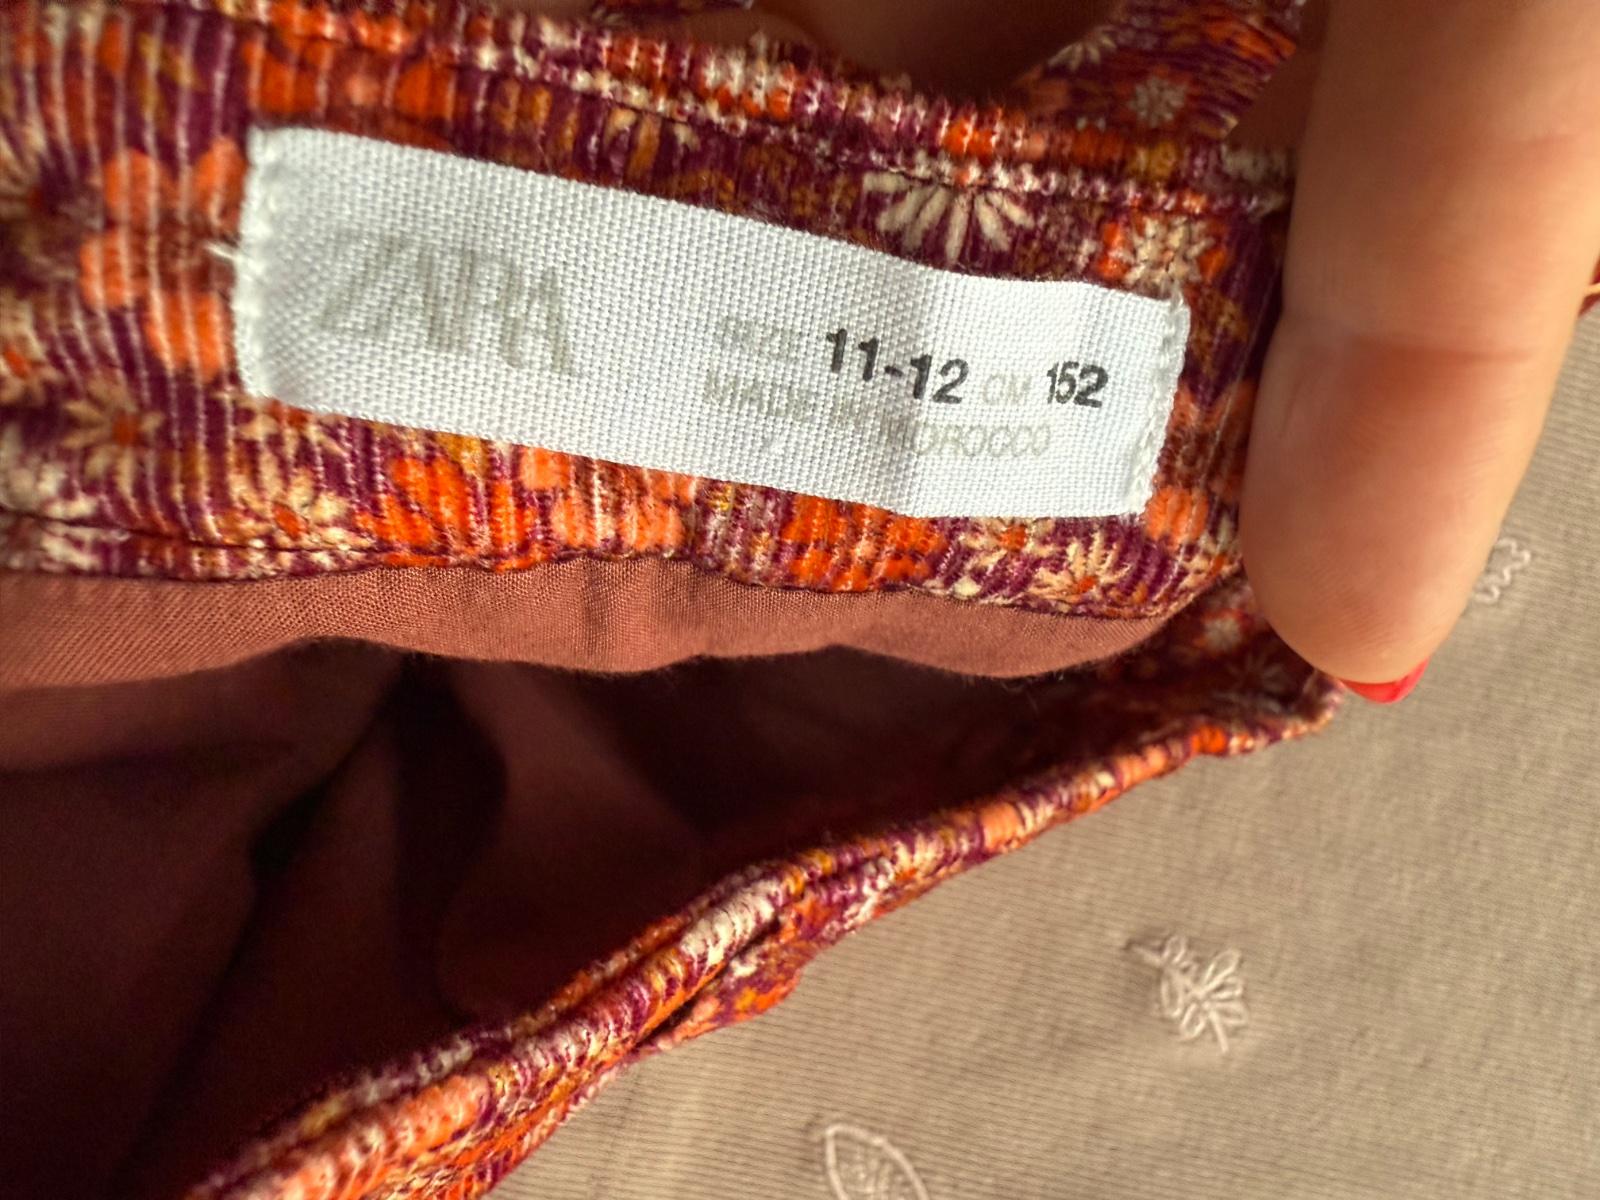 ZARA
SIZE 11-12 CM 152
MADE IN MOROCCO